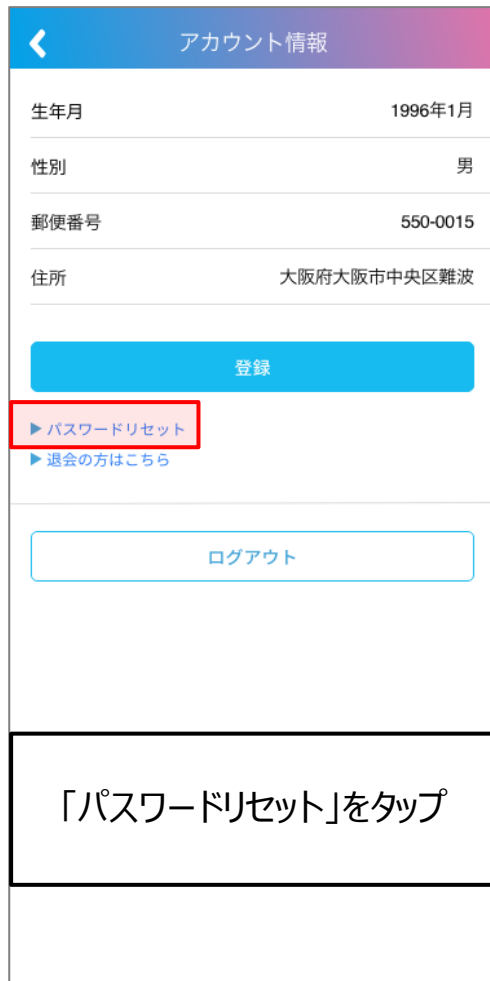 アカウント情報
生年月 1996年1月
性別 男
郵便番号 550-0015
住所 大阪府大阪市中央区難波
登録
▶ パスワードリセット
▶ 退会の方はこちら
ログアウト
「パスワードリセット」をタップ